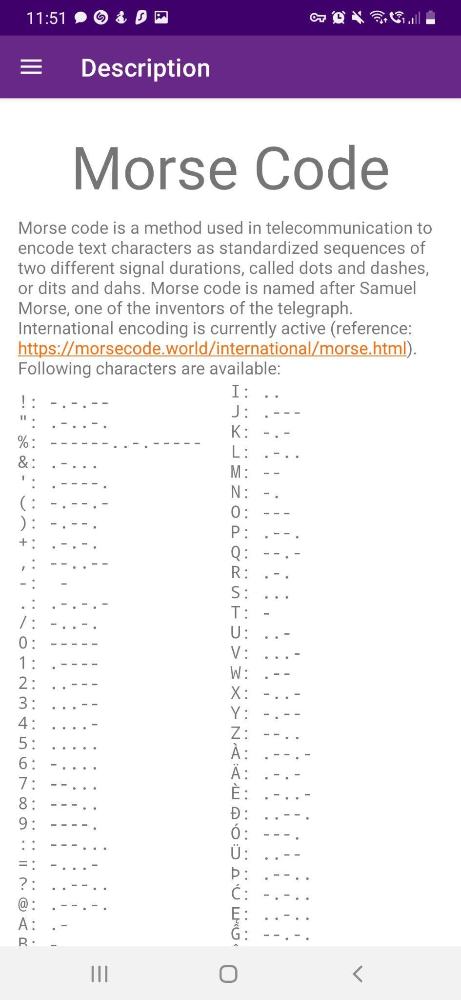 11:51
Description
Morse Code
Morse code is a method used in telecommunication to
encode text characters as standardized sequences of
two different signal durations, called dots and dashes,
or dits and dahs. Morse code is named after Samuel
Morse, one of the inventors of the telegraph.
International encoding is currently active (reference:
https://morsecode.world/international/morse.html).
Following characters are available:
!: -.-.--
": .-..-.
%: ------..-.-----
&: .-...
': .----.
(: -.--.-
): -.--.
+: .-.-.
,: --..--
-:  -
.: .-.-.-
/: -..-.
0: -----
1: .----
2: ..---
3: ...--
4: ....-
5: .....
6: -....
7: --...
8: ---..
9: ----.
:: ---...
=: -...-
?: ..--..
@: .--.-.
A: .-
B: -
I: ..
J: .---
K: -.-
L: .-..
M: --
N: -.
O: ---
P: .--.
Q: --.-
R: .-.
S: ...
T: -
U: ..-
V: ...-
W: .--
X: -..-
Y: -.--
Z: --..
À: .--.-
Ä: .-.-
È: .-..-
Đ: ..--.
Ó: ---.
Ü: ..--
Þ: .--..
Ć: -.-..
Ę: ..-..
Ĝ: --.-.